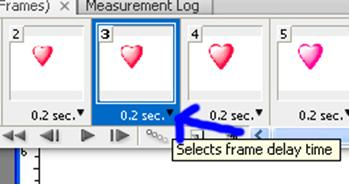 Frames) × Measurement Log
2 3 4 5
0.2 sec. 0.2 sec. 0.2 sec. 0.2 sec.
Selects frame delay time
6